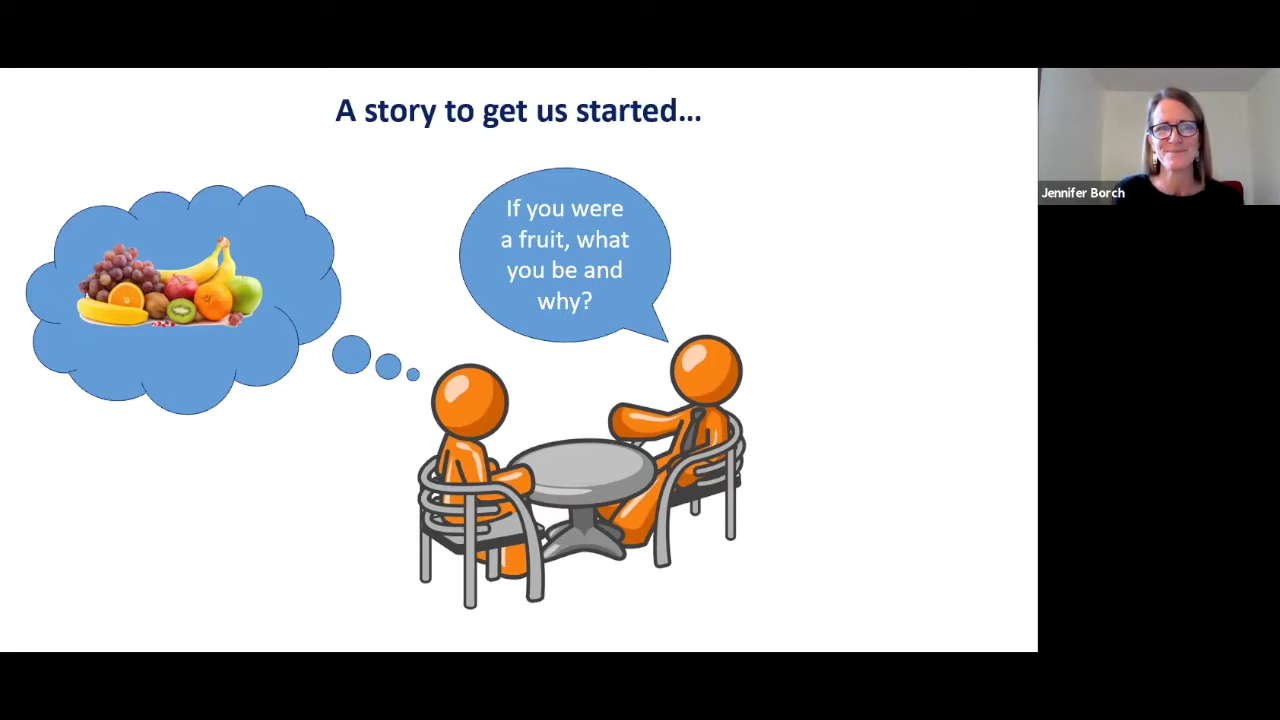 A story to get us started...
If you were
a fruit, what
you be and
why?
Jennifer Borch